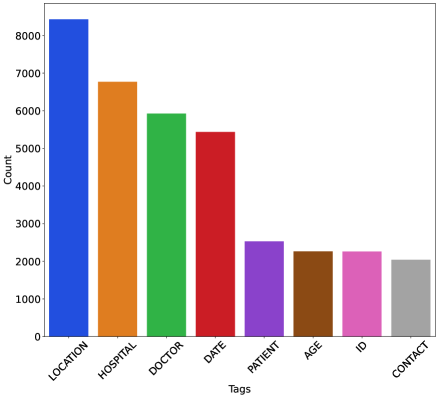 Count
8000
7000
6000
5000
4000
3000
2000
1000
0
LOCATION
HOSPITAL
DOCTOR
DATE
PATIENT
AGE
ID
CONTACT
Tags